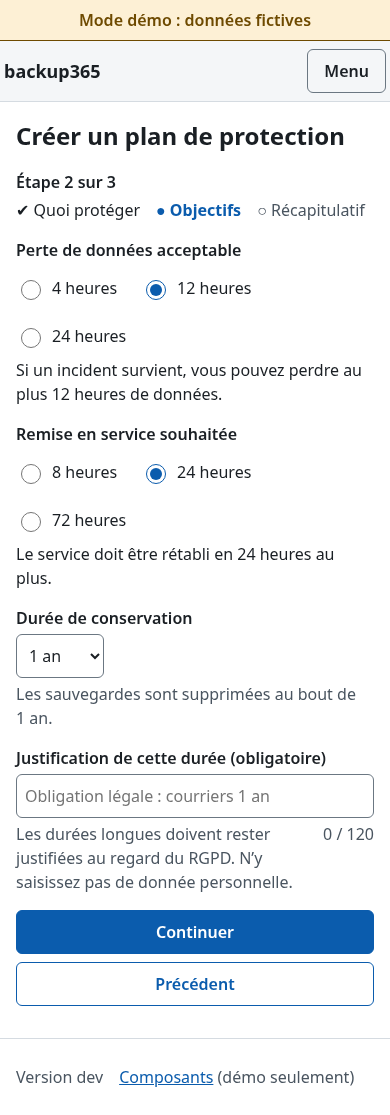 Mode démo : données fictives
backup365
Menu
Créer un plan de protection
Étape 2 sur 3
✔ Quoi protéger ● Objectifs ○ Récapitulatif
Perte de données acceptable
4 heures 12 heures
24 heures
Si un incident survient, vous pouvez perdre au
plus 12 heures de données.
Remise en service souhaitée
8 heures 24 heures
72 heures
Le service doit être rétabli en 24 heures au
plus.
Durée de conservation
1 an
Les sauvegardes sont supprimées au bout de
1 an.
Justification de cette durée (obligatoire)
Obligation légale : courriers 1 an
Les durées longues doivent rester 0 / 120
justifiées au regard du RGPD. N’y
saisissez pas de donnée personnelle.
Continuer
Précédent
Version dev Composants (démo seulement)